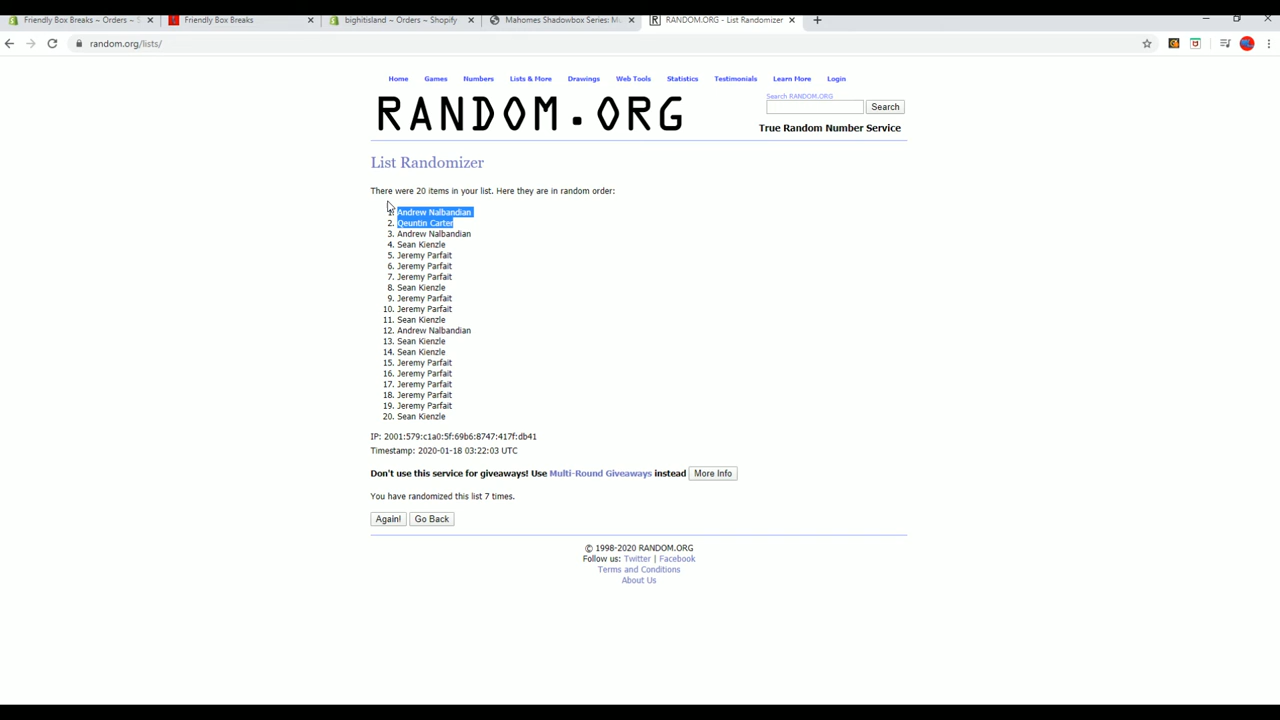 Friendly Box Breaks ~ Orders ~ S
Friendly Box Breaks
bighitisland ~ Orders ~ Shopify
Mahomes Shadowbox Series: Mu
RANDOM.ORG - List Randomizer
random.org/lists/
Home Games Numbers Lists & More Drawings Web Tools Statistics Testimonials Learn More Login
Search RANDOM.ORG
RANDOM.ORG
Search
True Random Number Service
List Randomizer
There were 20 items in your list. Here they are in random order:
1. Andrew Nalbandian
2. Qeuntin Carter
3. Andrew Nalbandian
4. Sean Kienzle
5. Jeremy Parfait
6. Jeremy Parfait
7. Jeremy Parfait
8. Sean Kienzle
9. Jeremy Parfait
10. Jeremy Parfait
11. Sean Kienzle
12. Andrew Nalbandian
13. Sean Kienzle
14. Sean Kienzle
15. Jeremy Parfait
16. Jeremy Parfait
17. Jeremy Parfait
18. Jeremy Parfait
19. Jeremy Parfait
20. Sean Kienzle
IP: 2001:579:c1a0:5f:69b6:8747:417f:db41
Timestamp: 2020-01-18 03:22:03 UTC
Don't use this service for giveaways! Use Multi-Round Giveaways instead More Info
You have randomized this list 7 times.
Again! Go Back
© 1998-2020 RANDOM.ORG
Follow us: Twitter | Facebook
Terms and Conditions
About Us